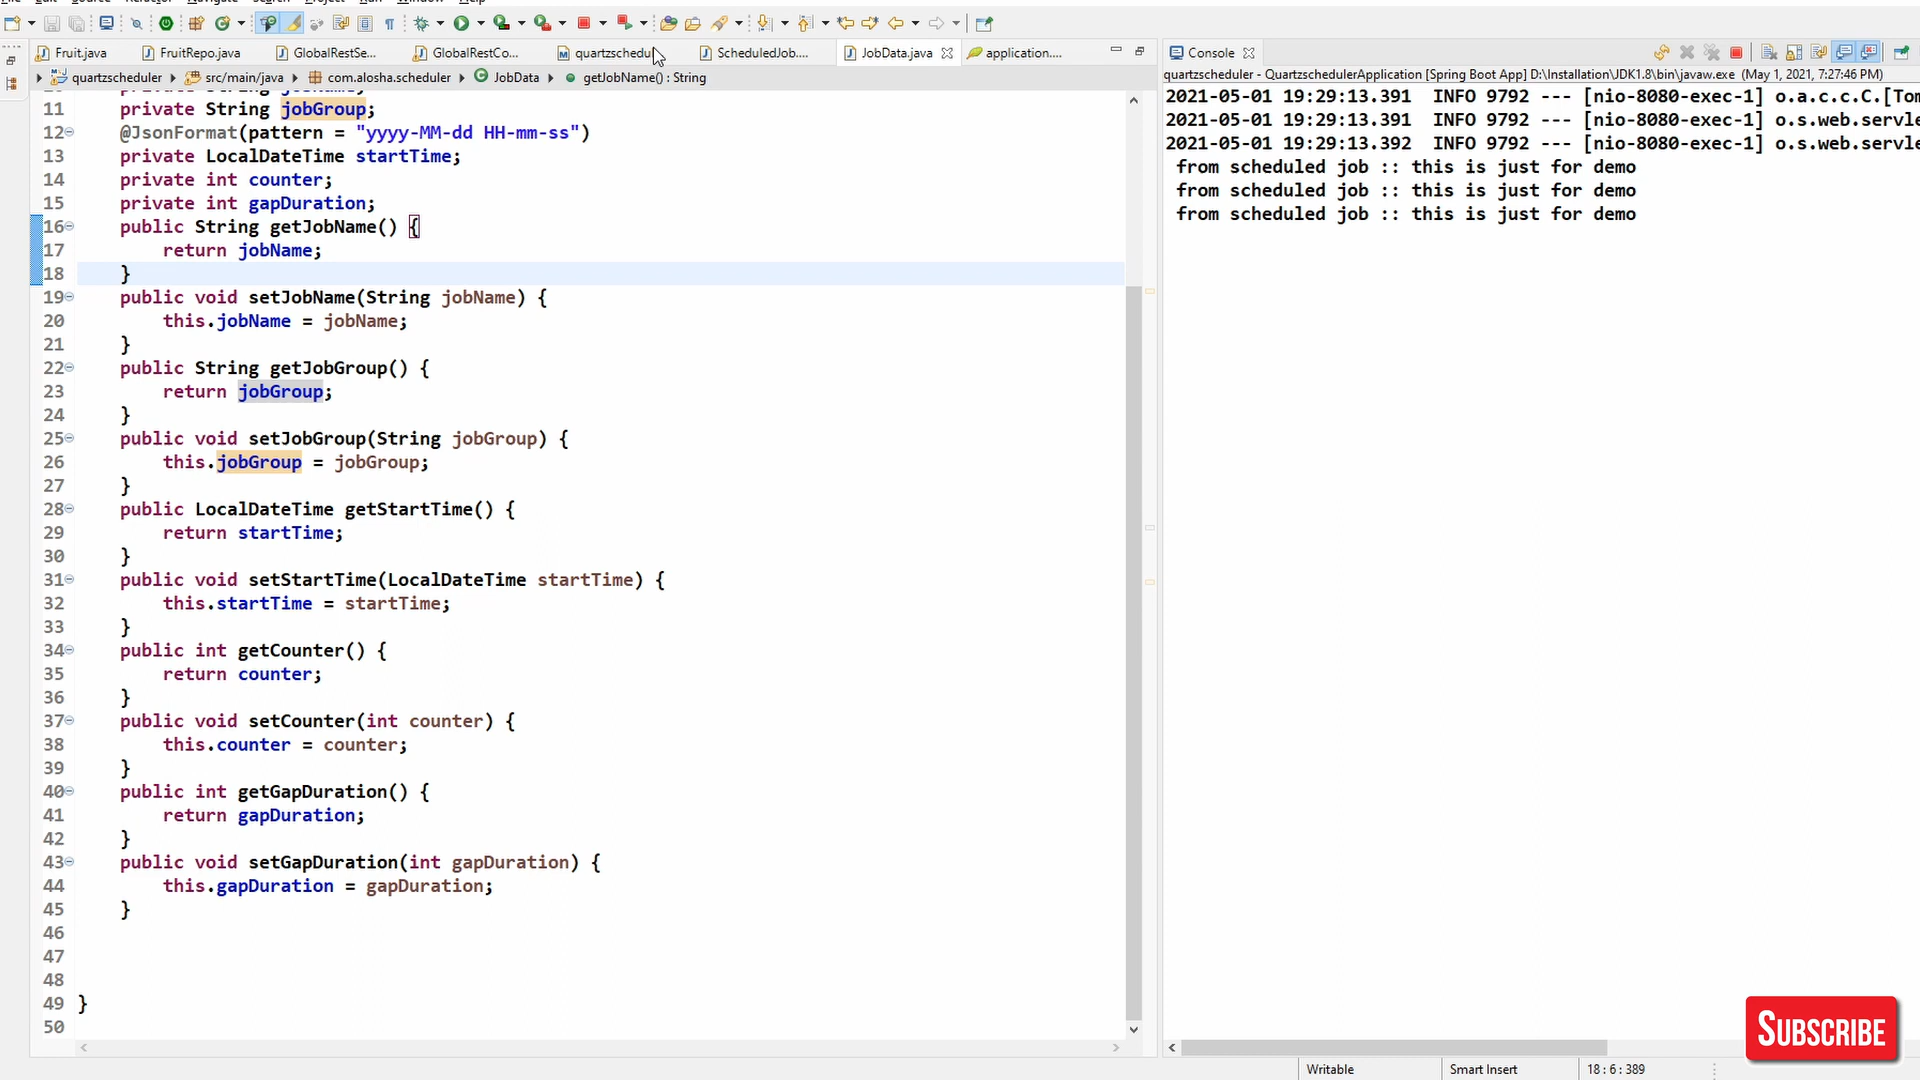 Fruit.java
FruitRepo.java
GlobalRestSe...
GlobalRestCo...
quartzschedul
ScheduledJob....
JobData.java
application....
quartzscheduler
src/main/java
com.alosha.scheduler
JobData
getJobName() : String
11 private String jobGroup;
12 @JsonFormat(pattern = "yyyy-MM-dd HH-mm-ss")
13 private LocalDateTime startTime;
14 private int counter;
15 private int gapDuration;
16 public String getJobName() {
17 return jobName;
18 }
19 public void setJobName(String jobName) {
20 this.jobName = jobName;
21 }
22 public String getJobGroup() {
23 return jobGroup;
24 }
25 public void setJobGroup(String jobGroup) {
26 this.jobGroup = jobGroup;
27 }
28 public LocalDateTime getStartTime() {
29 return startTime;
30 }
31 public void setStartTime(LocalDateTime startTime) {
32 this.startTime = startTime;
33 }
34 public int getCounter() {
35 return counter;
36 }
37 public void setCounter(int counter) {
38 this.counter = counter;
39 }
40 public int getGapDuration() {
41 return gapDuration;
42 }
43 public void setGapDuration(int gapDuration) {
44 this.gapDuration = gapDuration;
45 }
46
47
48
49 }
50
Console
quartzscheduler - QuartzschedulerApplication [Spring Boot App] D:\Installation\JDK1.8\bin\javaw.exe (May 1, 2021, 7:27:46 PM)
2021-05-01 19:29:13.391 INFO 9792 --- [nio-8080-exec-1] o.a.c.c.C.[Tom
2021-05-01 19:29:13.391 INFO 9792 --- [nio-8080-exec-1] o.s.web.servle
2021-05-01 19:29:13.392 INFO 9792 --- [nio-8080-exec-1] o.s.web.servle
from scheduled job :: this is just for demo
from scheduled job :: this is just for demo
from scheduled job :: this is just for demo
SUBSCRIBE
Writable
Smart Insert
18 : 6 : 389